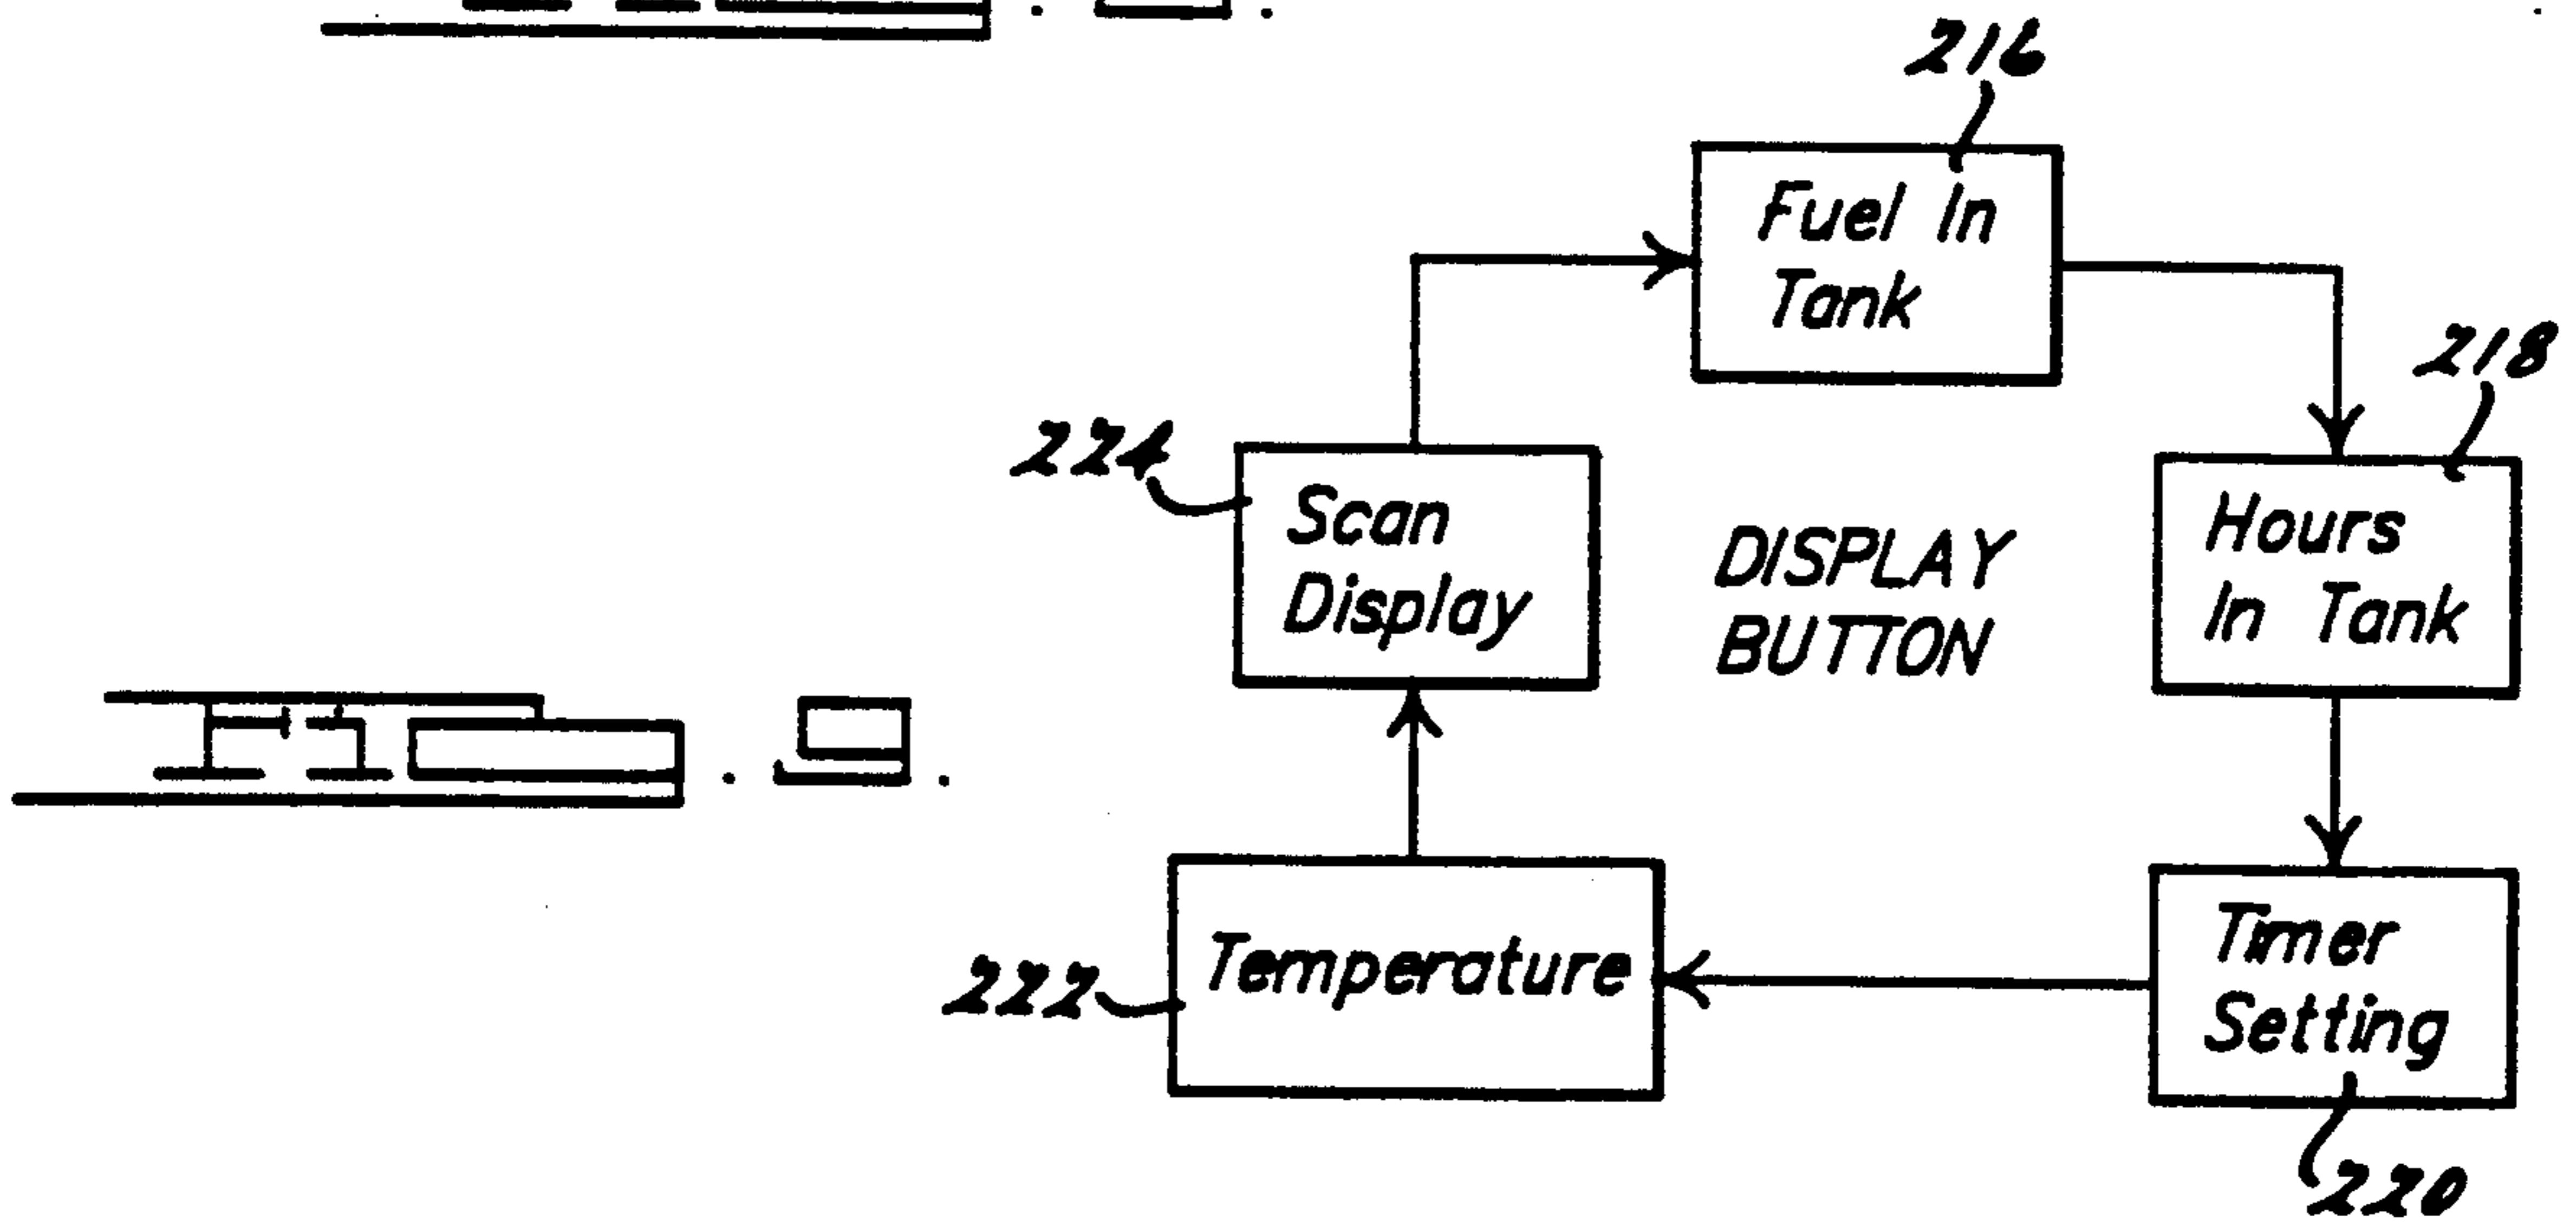 216
Fuel In
Tank
218
224
Scan
Display
DISPLAY
BUTTON
Hours
In Tank
222
Temperature
Timer
Setting
220